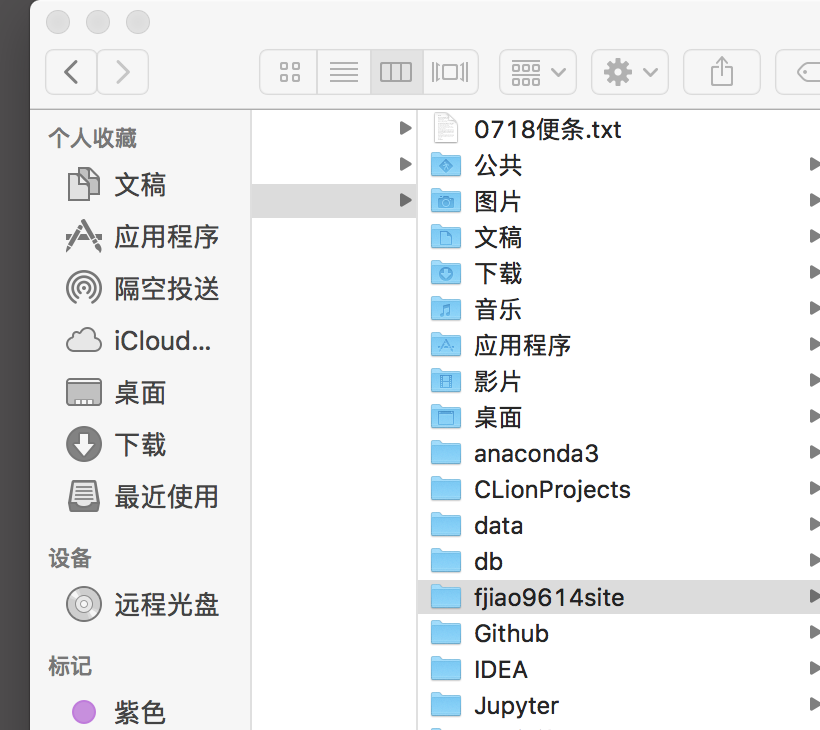 个人收藏
文稿
应用程序
隔空投送
iCloud...
桌面
下载
最近使用
设备
远程光盘
标记
紫色
0718便条.txt
公共
图片
文稿
下载
音乐
应用程序
影片
桌面
anaconda3
CLionProjects
data
db
fjiao9614site
Github
IDEA
Jupyter